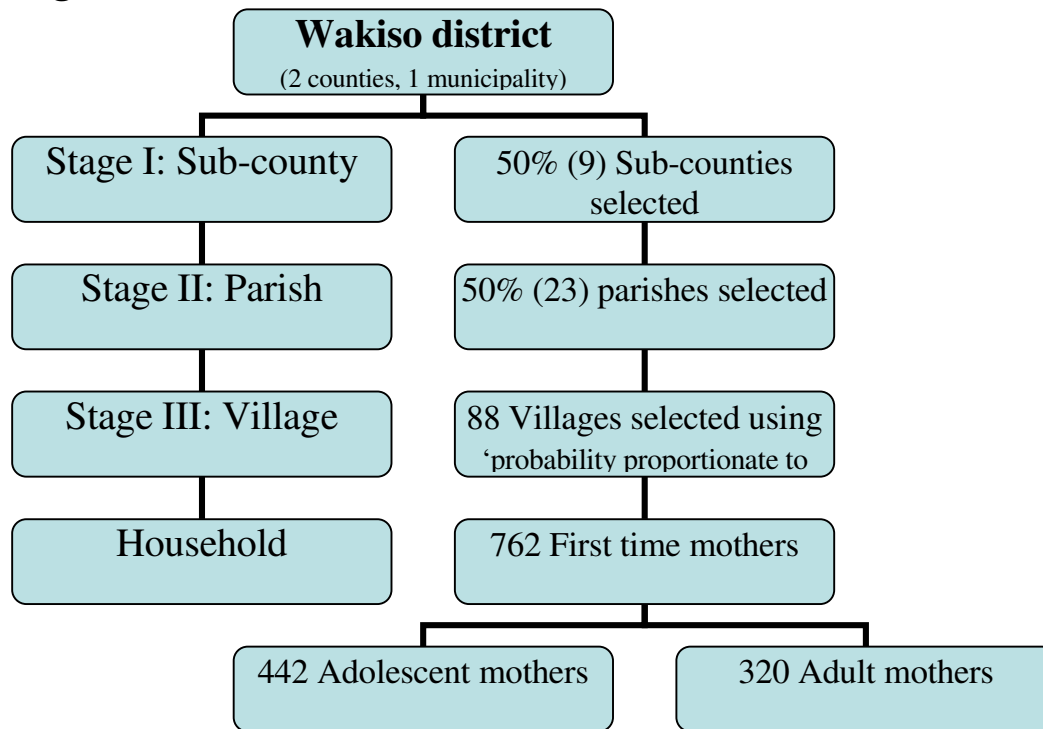 Wakiso district
(2 counties, 1 municipality)
Stage I: Sub-county
50% (9) Sub-counties
selected
Stage II: Parish
50% (23) parishes selected
Stage III: Village
88 Villages selected using
‘probability proportionate to
Household
762 First time mothers
442 Adolescent mothers
320 Adult mothers